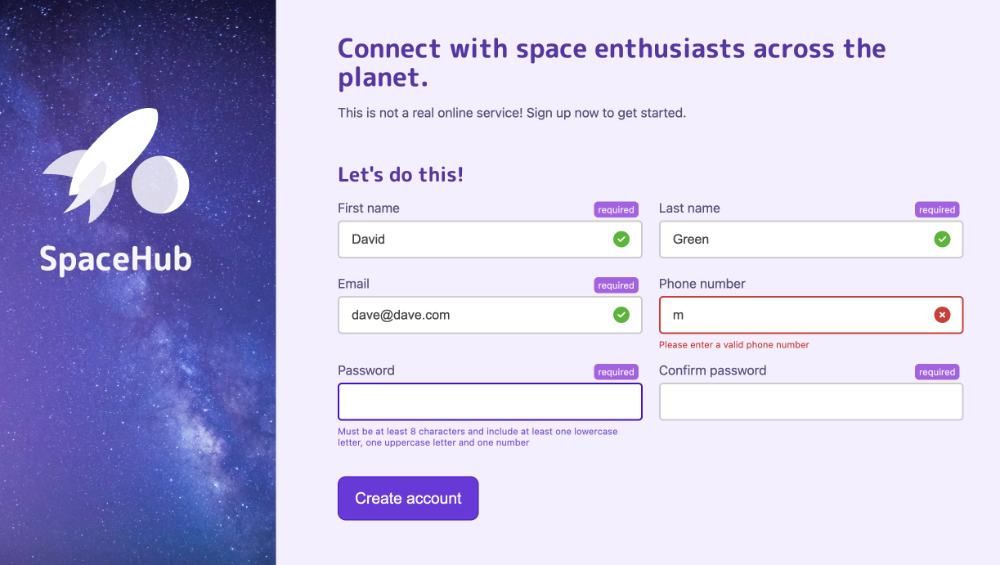 SpaceHub
Connect with space enthusiasts across the
planet.
This is not a real online service! Sign up now to get started.
Let's do this!
First name required
Last name required
David
Green
Email required
Phone number
dave@dave.com
m
Please enter a valid phone number
Password required
Confirm password required
Must be at least 8 characters and include at least one lowercase
letter, one uppercase letter and one number
Create account